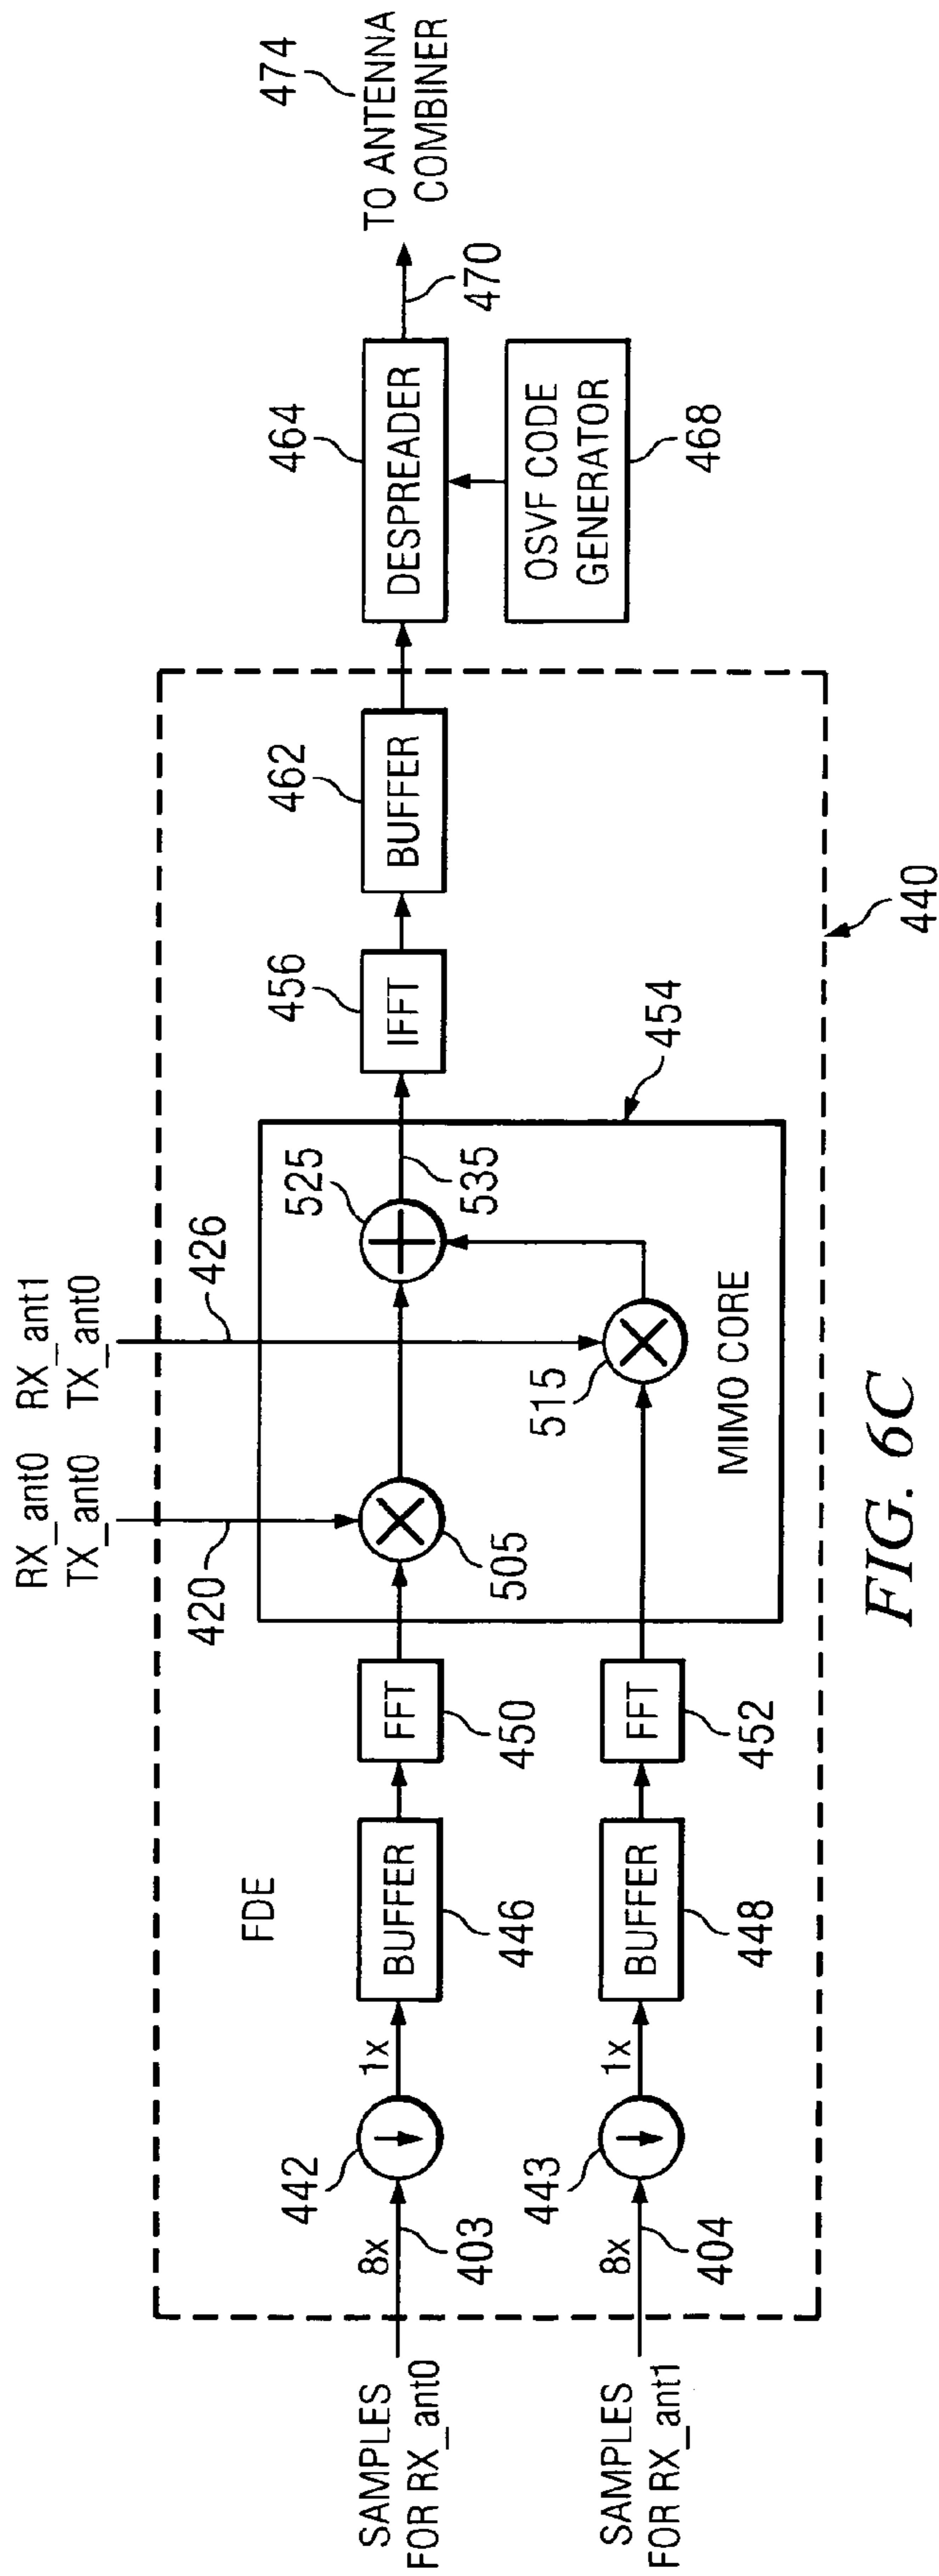 474
TO ANTENNA
COMBINER
470
464
DESPREADER
OSVF CODE
GENERATOR
468
462
BUFFER
456
IFFT
440
454
RX_ant0
TX_ant0
RX_ant1
TX_ant0
420
426
525
535
505
515
MIMO CORE
FDE
FFT
450
FFT
452
BUFFER
446
BUFFER
448
1x
1x
442
443
8x
403
8x
404
SAMPLES
FOR RX_ant0
SAMPLES
FOR RX_ant1
FIG. 6C